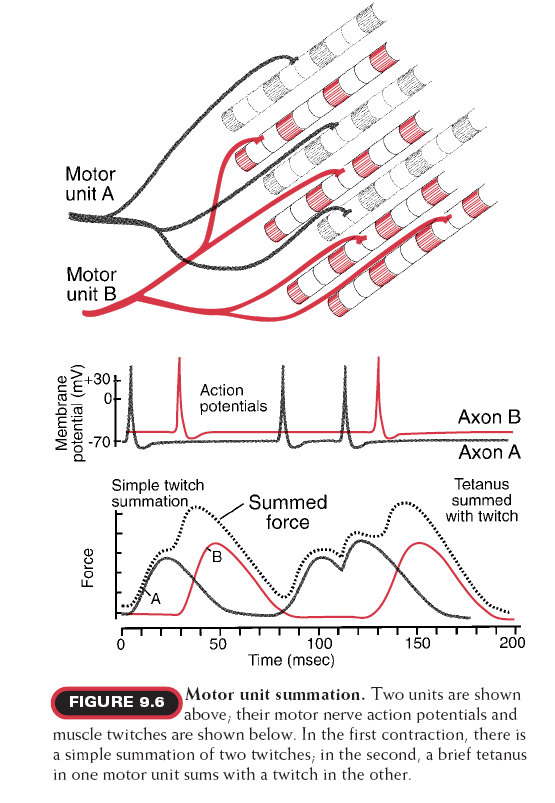 Motor
unit A
Motor
unit B
Membrane
potential (mV)
+30
0
-70
Action
potentials
Axon B
Axon A
Simple twitch
summation
Summed
force
Tetanus
summed
with twitch
Force
A
B
0 50 100 150 200
Time (msec)
FIGURE 9.6 Motor unit summation. Two units are shown
above; their motor nerve action potentials and
muscle twitches are shown below. In the first contraction, there is
a simple summation of two twitches; in the second, a brief tetanus
in one motor unit sums with a twitch in the other.